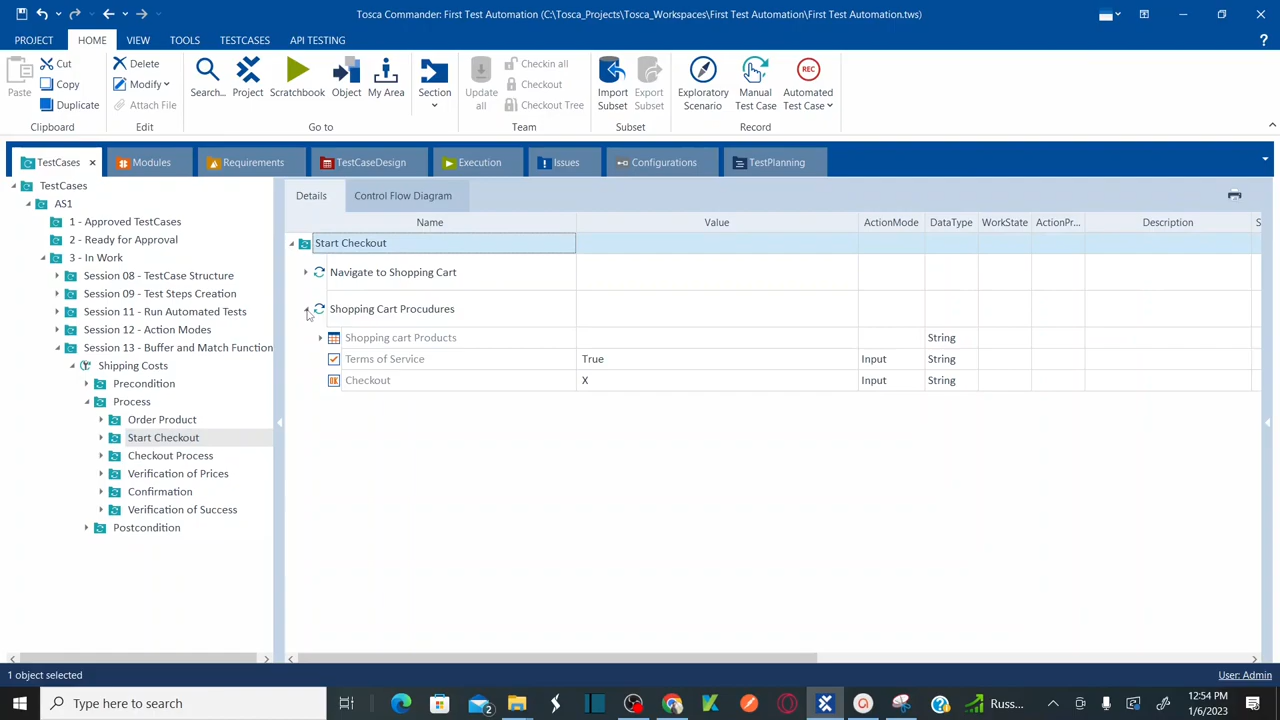 Tosca Commander: First Test Automation (C:\Tosca_Projects\Tosca_Workspaces\First Test Automation\First Test Automation.tws)
PROJECT HOME VIEW TOOLS TESTCASES API TESTING ?
Paste Cut Copy Duplicate
Delete Modify Attach File
Search... Project Scratchbook Object My Area
Section
Update all Checkin all Checkout Checkout Tree
Import Subset Export Subset
Exploratory Scenario Manual Test Case REC Automated Test Case
Clipboard Edit Go to Team Subset Record
TestCases Modules Requirements TestCaseDesign Execution Issues Configurations TestPlanning
TestCases
AS1
1 - Approved TestCases
2 - Ready for Approval
3 - In Work
Session 08 - TestCase Structure
Session 09 - Test Steps Creation
Session 11 - Run Automated Tests
Session 12 - Action Modes
Session 13 - Buffer and Match Function
Shipping Costs
Precondition
Process
Order Product
Start Checkout
Checkout Process
Verification of Prices
Confirmation
Verification of Success
Postcondition
Details Control Flow Diagram
Name Value ActionMode DataType WorkState ActionPr... Description S
Start Checkout
Navigate to Shopping Cart
Shopping Cart Procudures
Shopping cart Products String
Terms of Service True Input String
OK Checkout X Input String
1 object selected User: Admin
Type here to search 2 Russ... 12:54 PM
1/6/2023